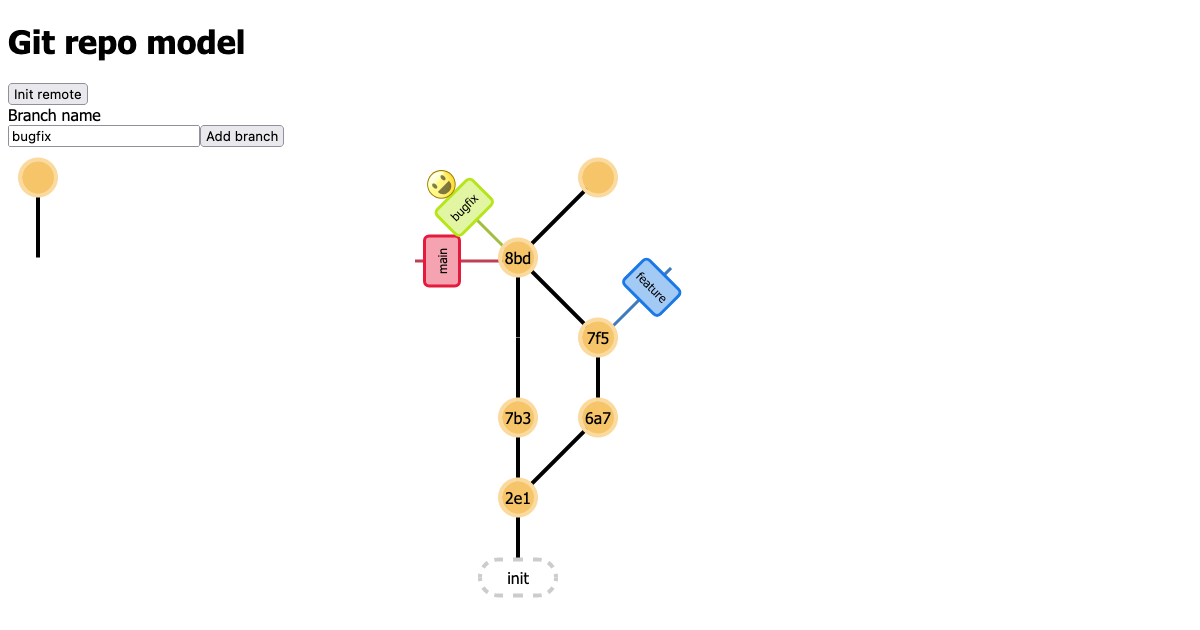 Git repo model
Init remote
Branch name
bugfix
Add branch
bugfix
main
8bd
feature
7f5
7b3
6a7
2e1
init